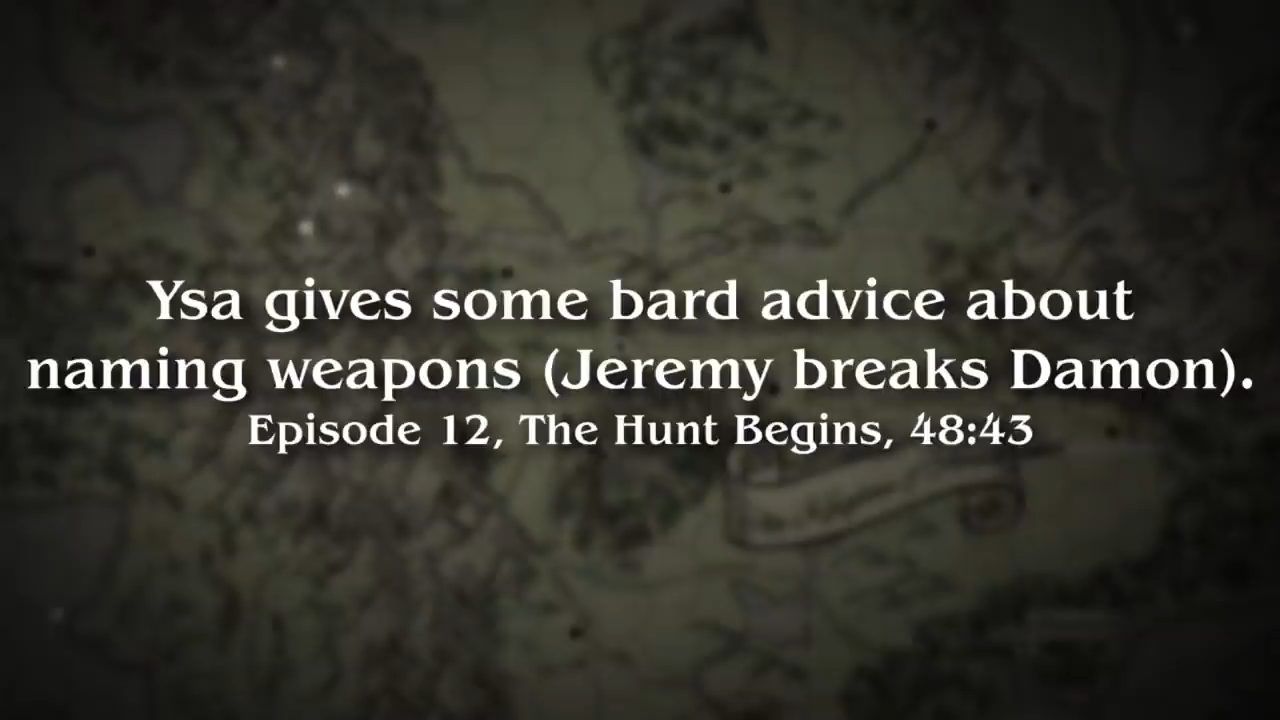 Ysa gives some bard advice about
naming weapons (Jeremy breaks Damon).
Episode 12, The Hunt Begins, 48:43